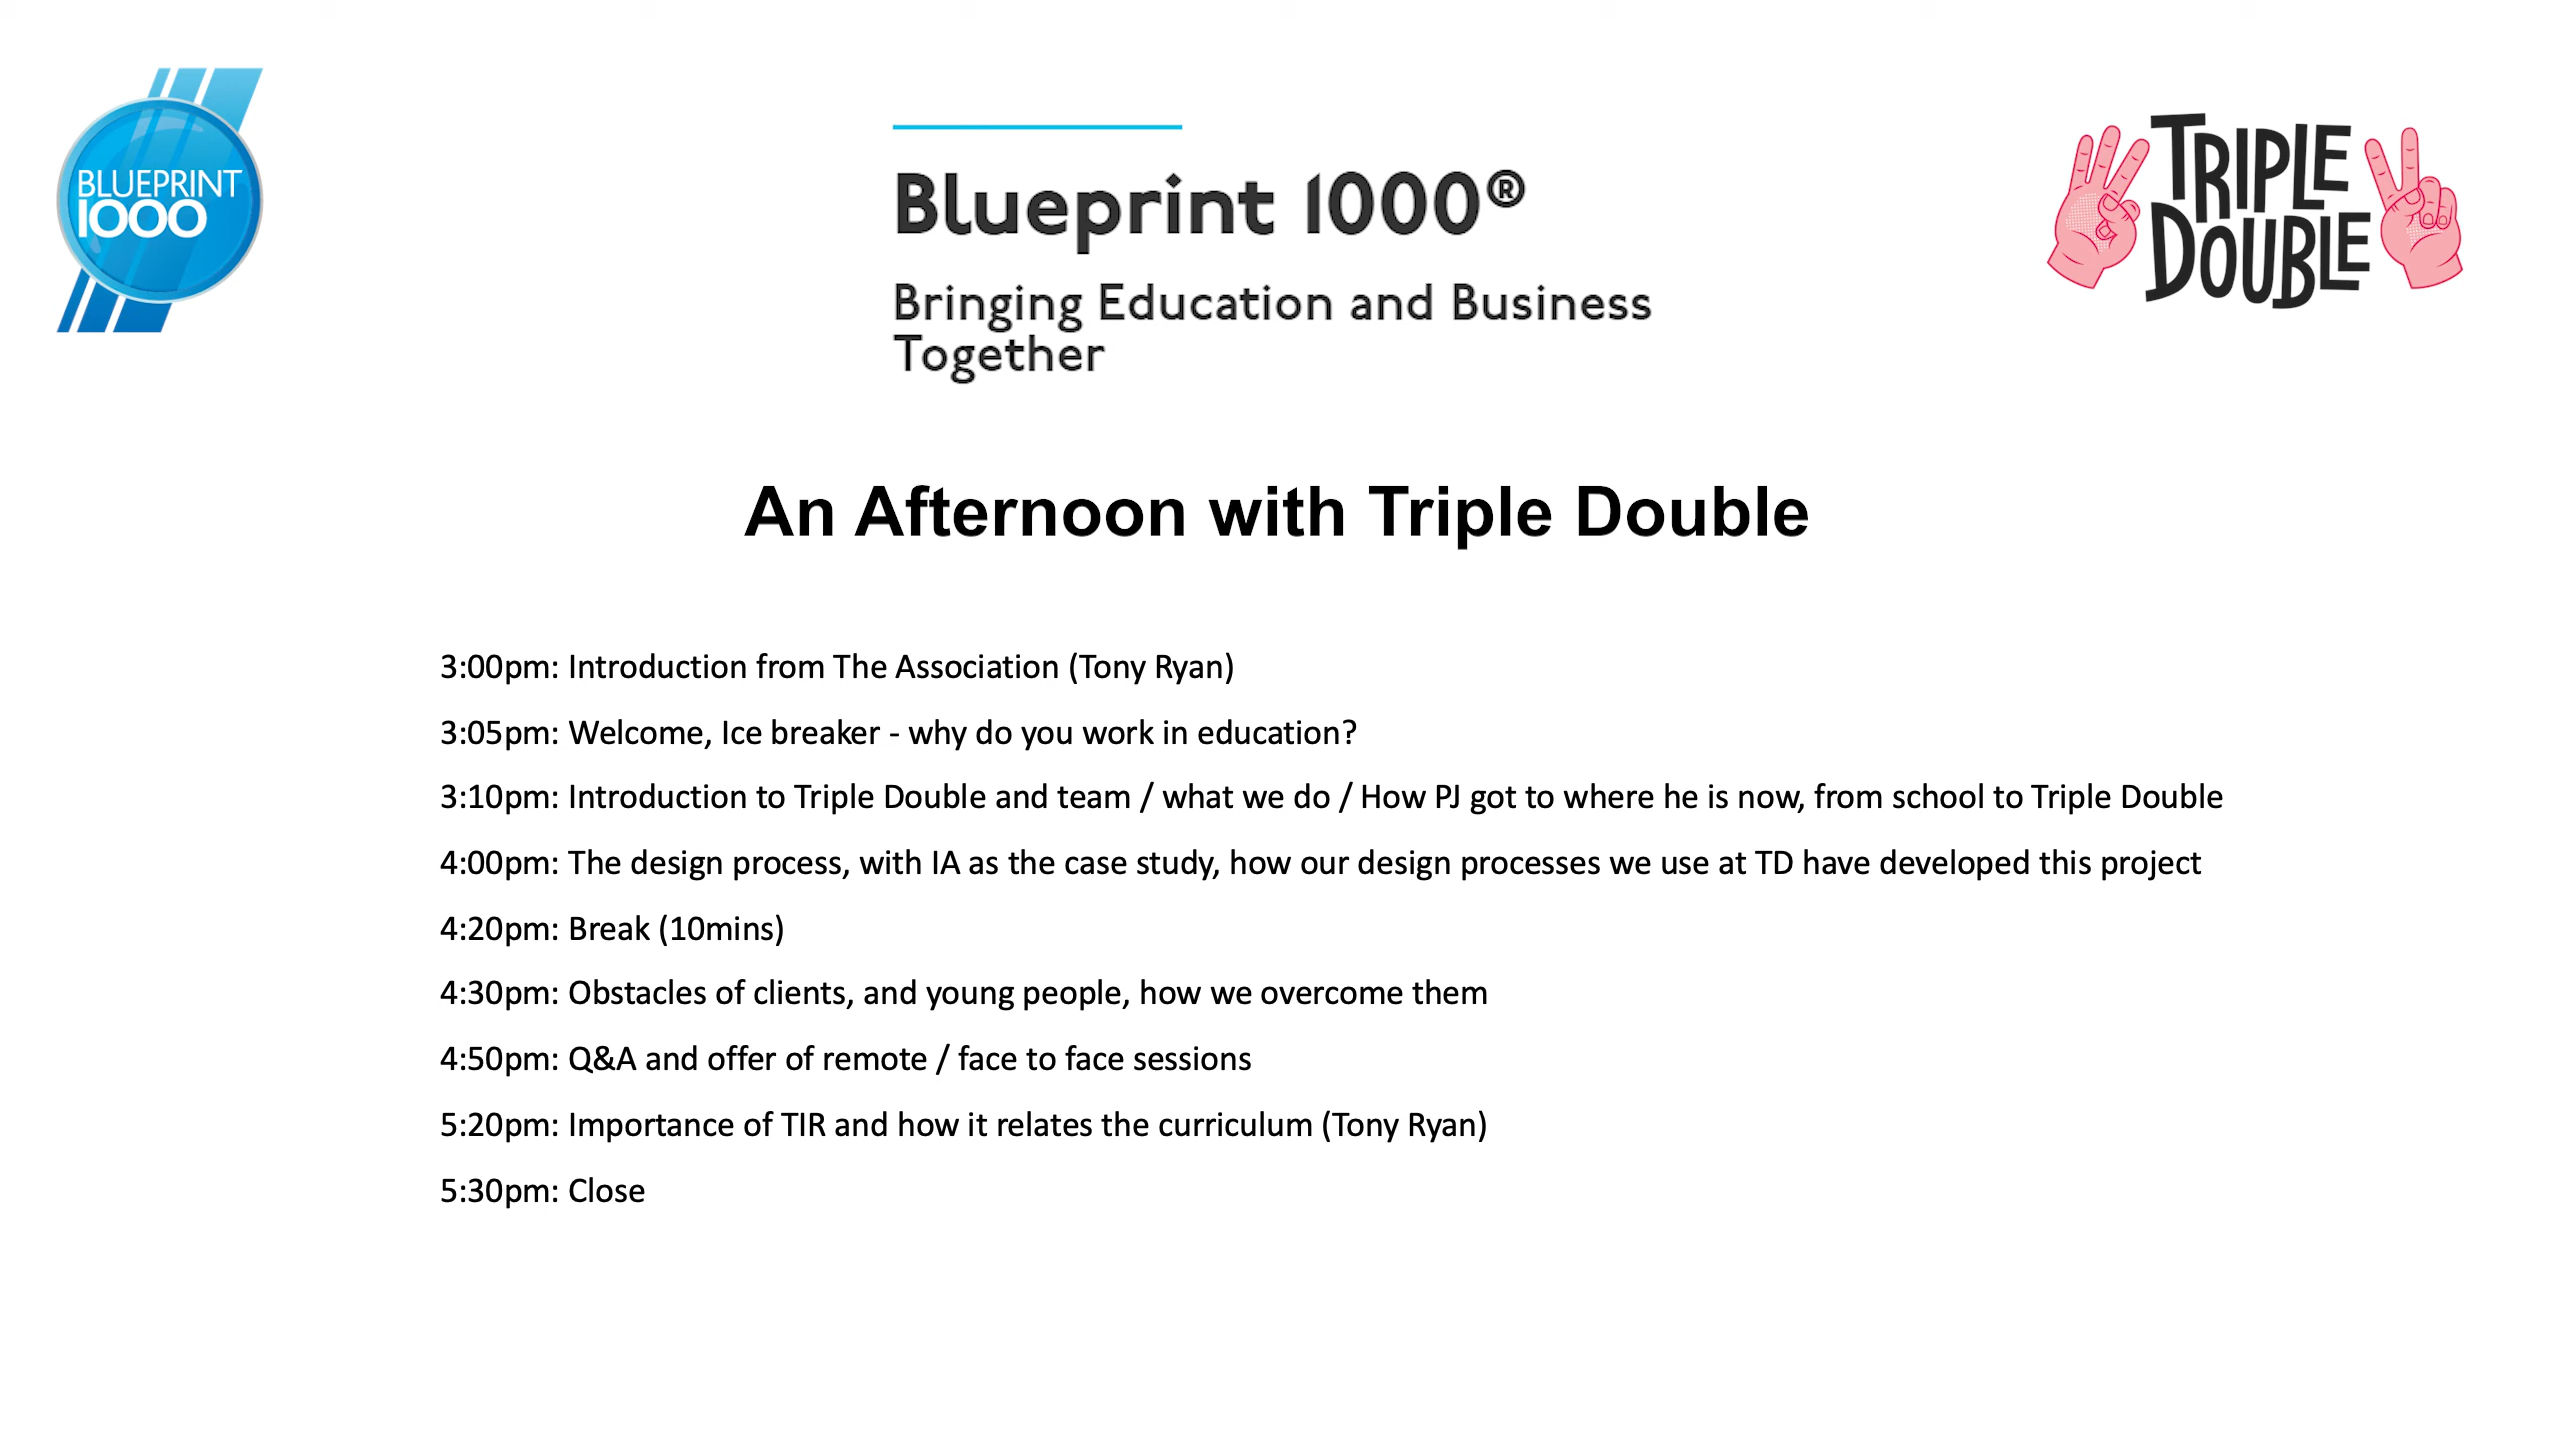 BLUEPRINT
1000
Blueprint 1000®
Bringing Education and Business
Together
TRIPLE
DOUBLE
An Afternoon with Triple Double
3:00pm: Introduction from The Association (Tony Ryan)
3:05pm: Welcome, Ice breaker - why do you work in education?
3:10pm: Introduction to Triple Double and team / what we do / How PJ got to where he is now, from school to Triple Double
4:00pm: The design process, with IA as the case study, how our design processes we use at TD have developed this project
4:20pm: Break (10mins)
4:30pm: Obstacles of clients, and young people, how we overcome them
4:50pm: Q&A and offer of remote / face to face sessions
5:20pm: Importance of TIR and how it relates the curriculum (Tony Ryan)
5:30pm: Close